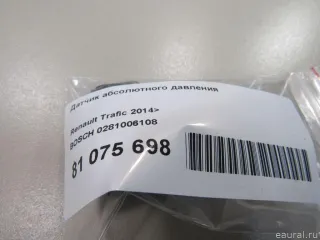 Датчик абсолютного давления
Renault Trafic 2014>
BOSCH 0281006108
81 075 698
eaural.ru